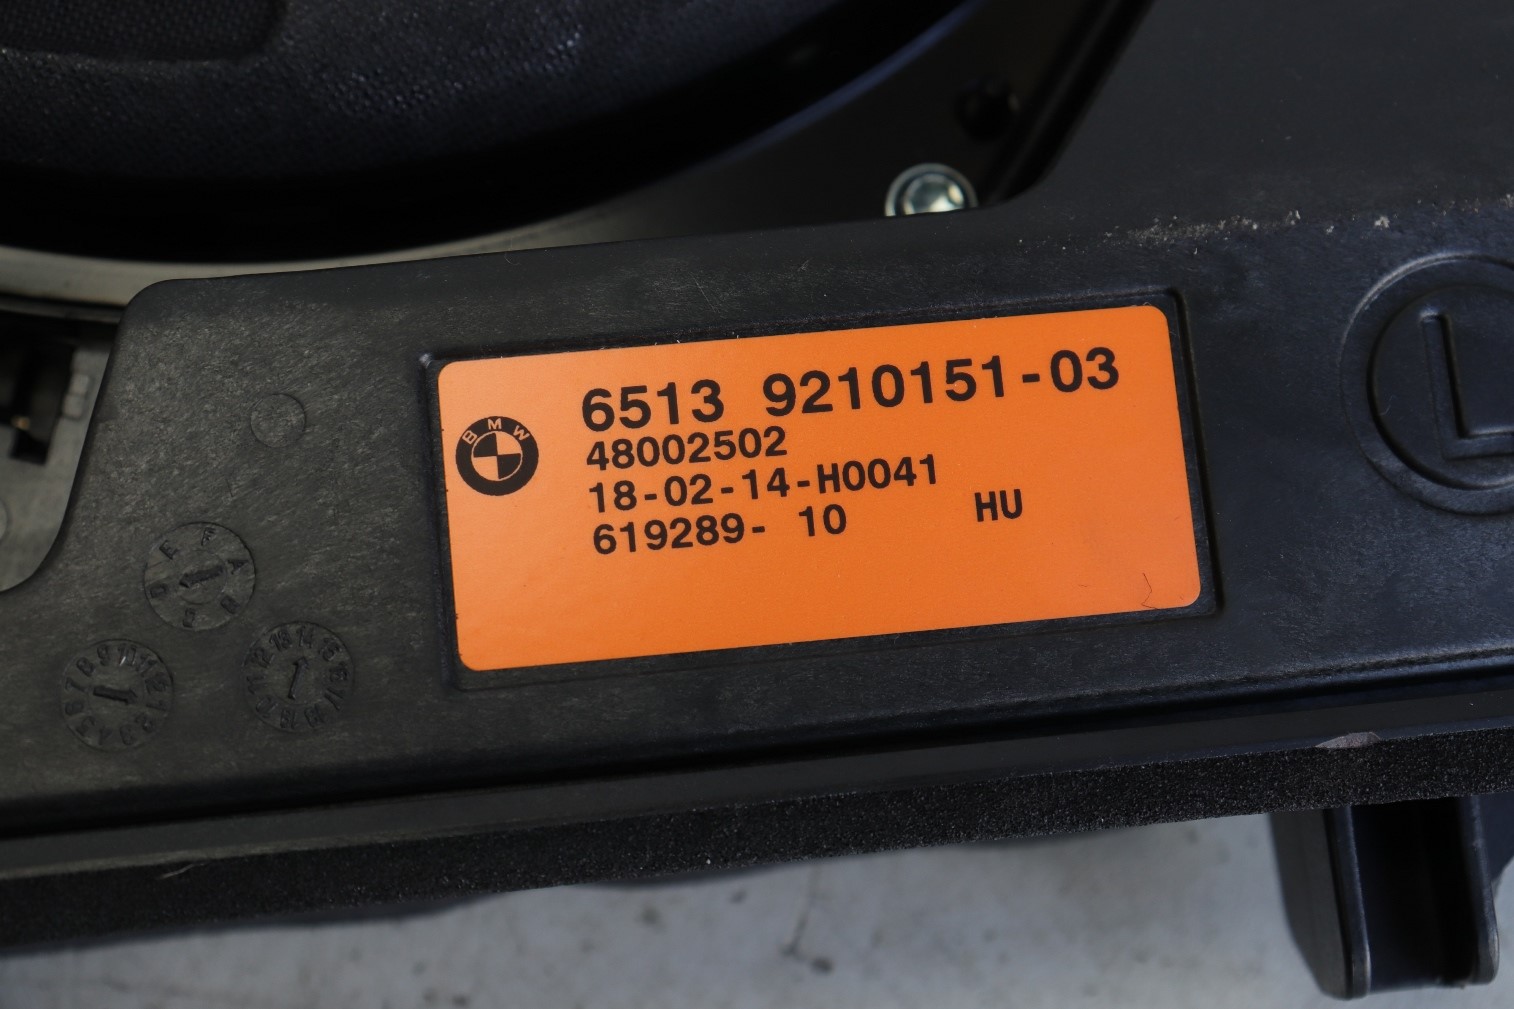 6513 9210151-03
BMW
48002502
18-02-14-H0041
619289- 10 HU
L